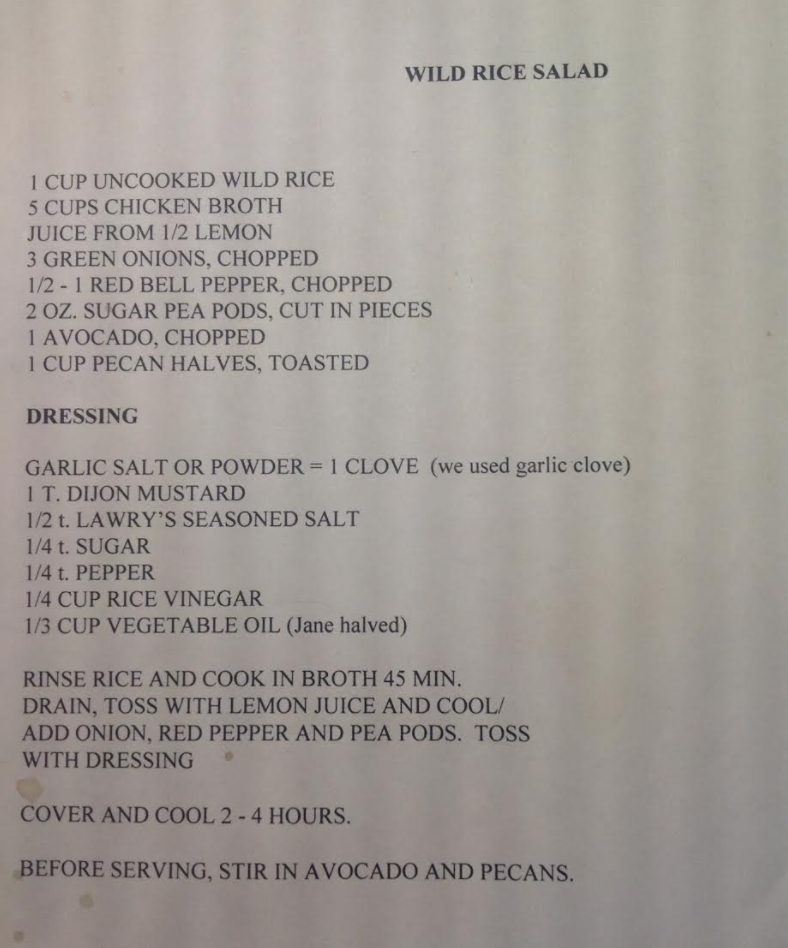 WILD RICE SALAD
1 CUP UNCOOKED WILD RICE
5 CUPS CHICKEN BROTH
JUICE FROM 1/2 LEMON
3 GREEN ONIONS, CHOPPED
1/2 - 1 RED BELL PEPPER, CHOPPED
2 OZ. SUGAR PEA PODS, CUT IN PIECES
1 AVOCADO, CHOPPED
1 CUP PECAN HALVES, TOASTED
DRESSING
GARLIC SALT OR POWDER = 1 CLOVE (we used garlic clove)
1 T. DIJON MUSTARD
1/2 t. LAWRY'S SEASONED SALT
1/4 t. SUGAR
1/4 t. PEPPER
1/4 CUP RICE VINEGAR
1/3 CUP VEGETABLE OIL (Jane halved)
RINSE RICE AND COOK IN BROTH 45 MIN.
DRAIN, TOSS WITH LEMON JUICE AND COOL/
ADD ONION, RED PEPPER AND PEA PODS. TOSS
WITH DRESSING
COVER AND COOL 2 - 4 HOURS.
BEFORE SERVING, STIR IN AVOCADO AND PECANS.